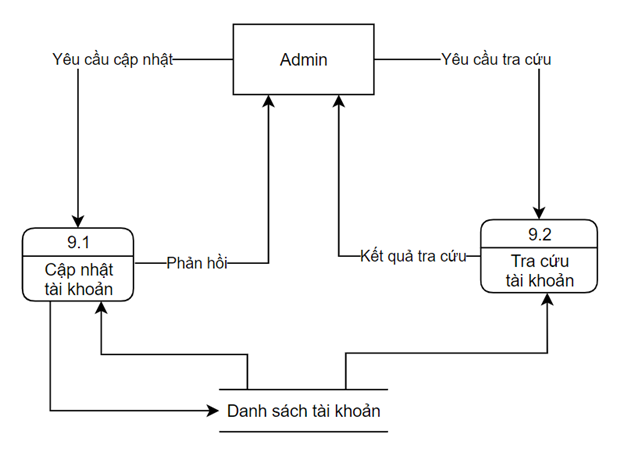 Yêu cầu cập nhật
Admin
Yêu cầu tra cứu
9.1
Cập nhật
tài khoản
Phản hồi
Kết quả tra cứu
9.2
Tra cứu
tài khoản
Danh sách tài khoản